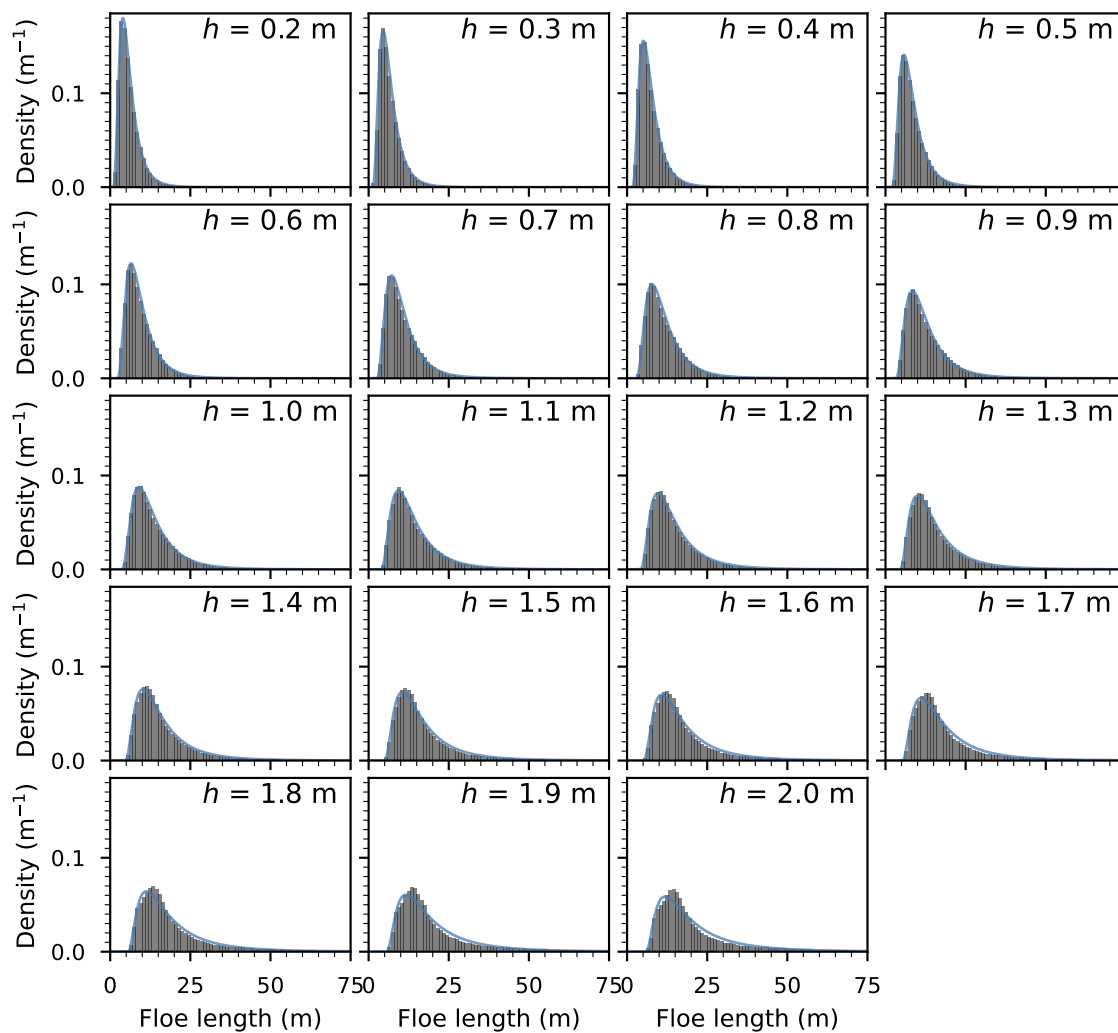 h = 0.2 m
h = 0.3 m
h = 0.4 m
h = 0.5 m
Density (m⁻¹)
0.1
0.0
h = 0.6 m
h = 0.7 m
h = 0.8 m
h = 0.9 m
Density (m⁻¹)
0.1
0.0
h = 1.0 m
h = 1.1 m
h = 1.2 m
h = 1.3 m
Density (m⁻¹)
0.1
0.0
h = 1.4 m
h = 1.5 m
h = 1.6 m
h = 1.7 m
Density (m⁻¹)
0.1
0.0
h = 1.8 m
h = 1.9 m
h = 2.0 m
Density (m⁻¹)
0.1
0.0
0 25 50 75
0 25 50 75
0 25 50 75
Floe length (m)
Floe length (m)
Floe length (m)